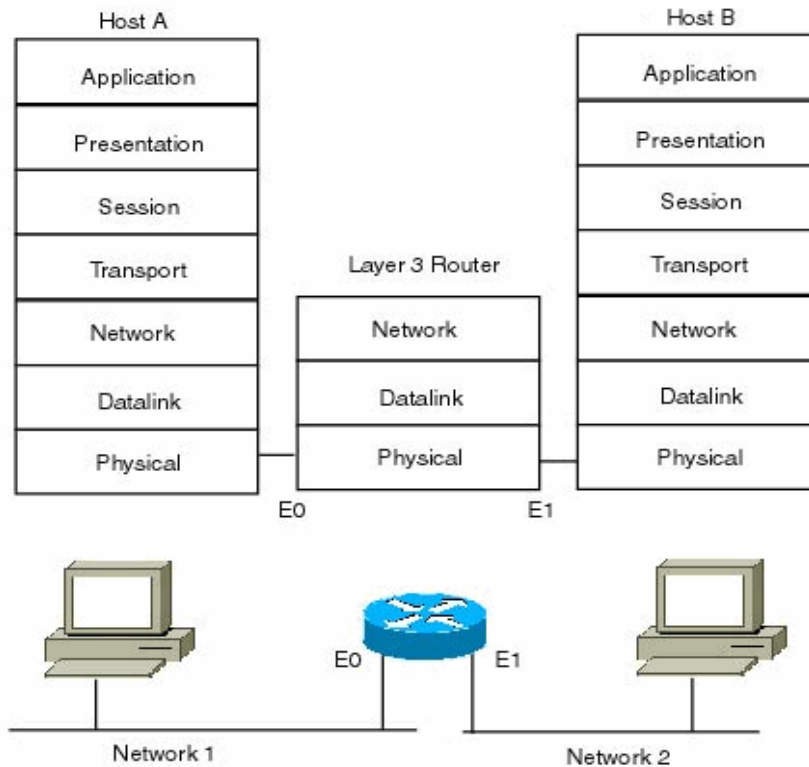 Host A
Application
Presentation
Session
Transport
Network
Datalink
Physical
Layer 3 Router
Network
Datalink
Physical
E0
E1
Host B
Application
Presentation
Session
Transport
Network
Datalink
Physical
E0
E1
Network 1
Network 2